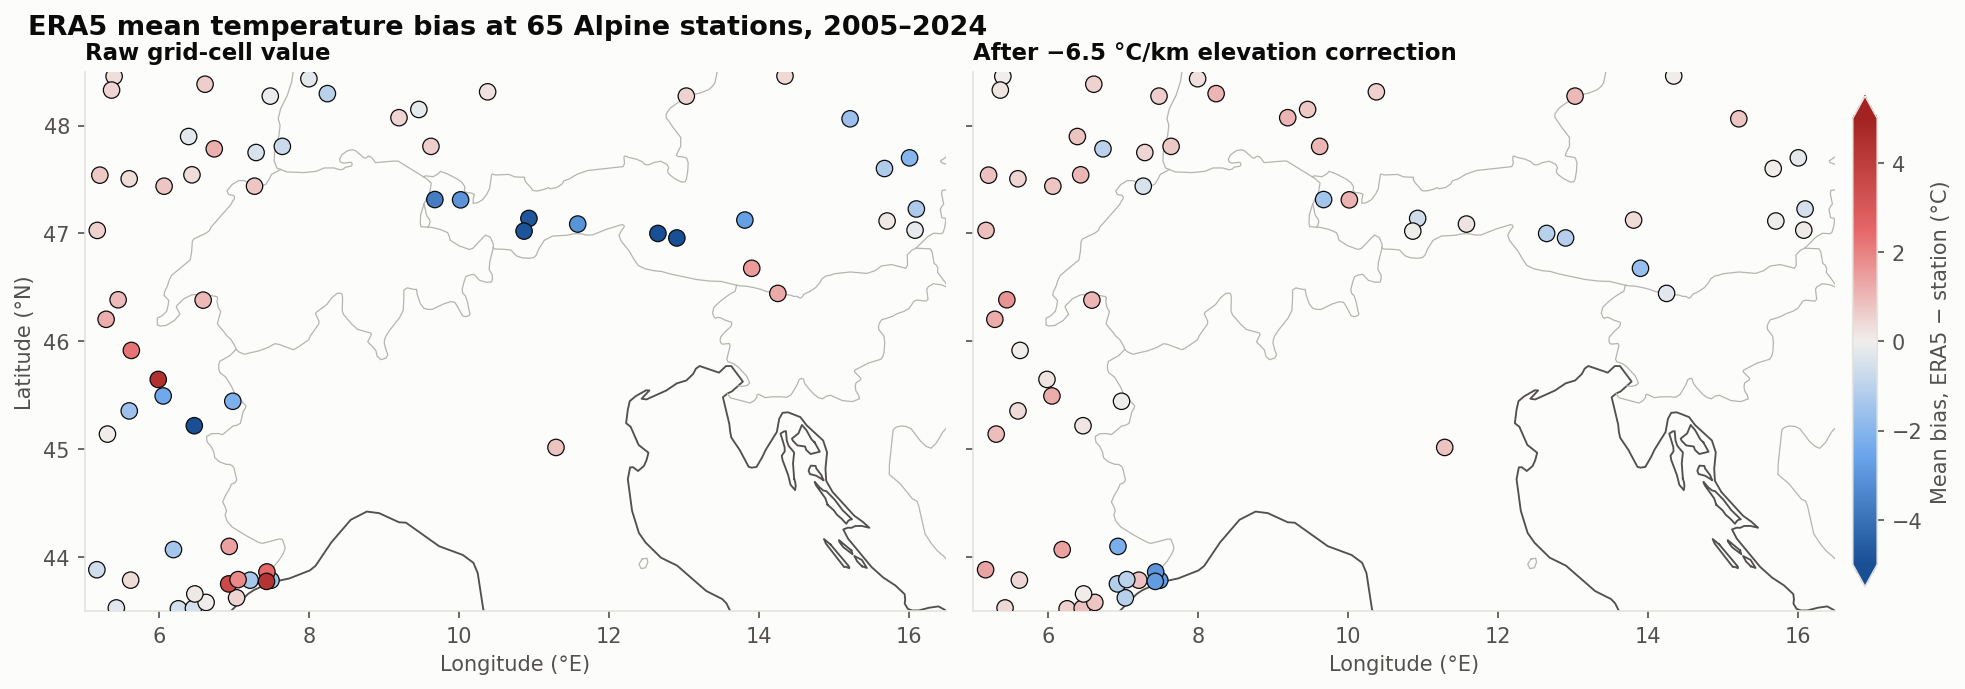 ERA5 mean temperature bias at 65 Alpine stations, 2005–2024
Raw grid-cell value
After −6.5 °C/km elevation correction
48
47
46
45
44
Latitude (°N)
6 8 10 12 14 16
Longitude (°E)
6 8 10 12 14 16
Longitude (°E)
4
2
0
−2
−4
Mean bias, ERA5 − station (°C)